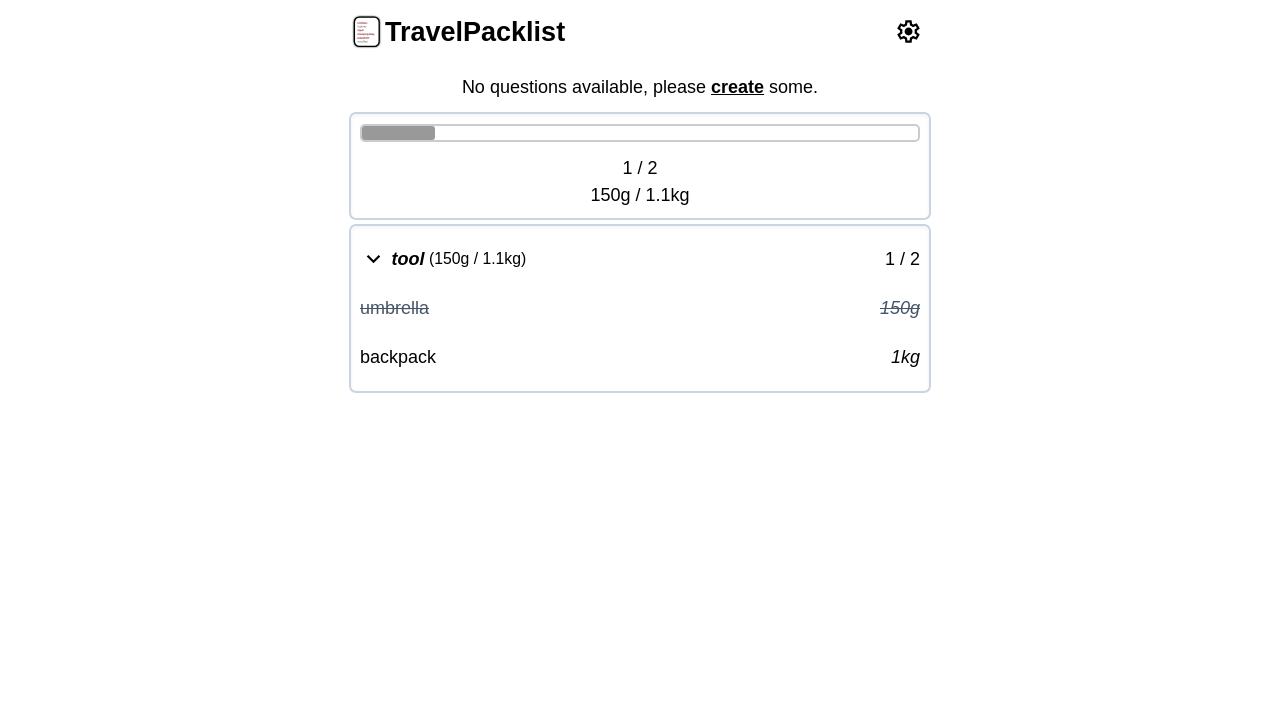 TravelPacklist
No questions available, please create some.
1 / 2
150g / 1.1kg
tool (150g / 1.1kg) 1 / 2
umbrella 150g
backpack 1kg